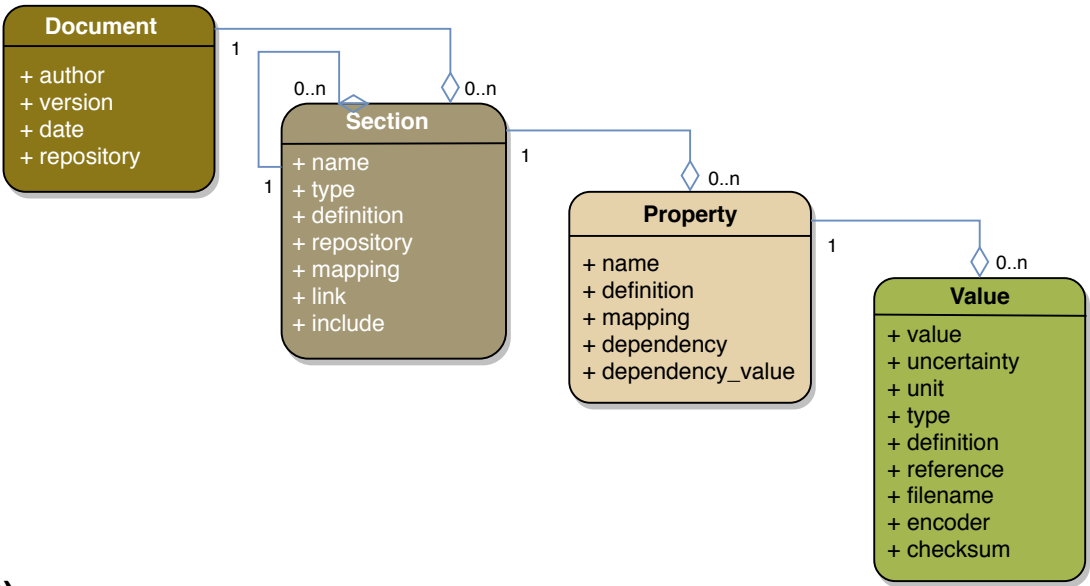 Document
+ author
+ version
+ date
+ repository
1
0..n
0..n
Section
+ name
+ type
+ definition
+ repository
+ mapping
+ link
+ include
1
1
0..n
Property
+ name
+ definition
+ mapping
+ dependency
+ dependency_value
1
0..n
Value
+ value
+ uncertainty
+ unit
+ type
+ definition
+ reference
+ filename
+ encoder
+ checksum